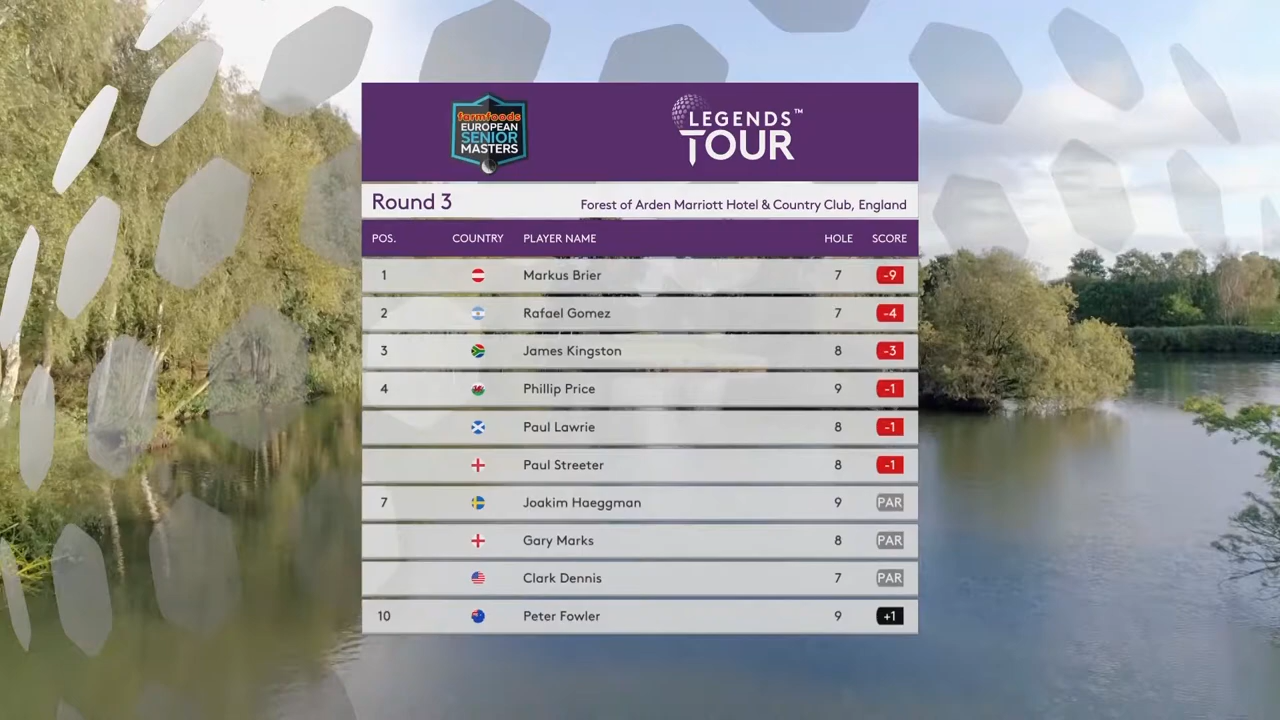 farmfoods
EUROPEAN
SENIOR
MASTERS
LEGENDS™
TOUR
Round 3 Forest of Arden Marriott Hotel & Country Club, England
POS. COUNTRY PLAYER NAME HOLE SCORE
1 Markus Brier 7 -9
2 Rafael Gomez 7 -4
3 James Kingston 8 -3
4 Phillip Price 9 -1
Paul Lawrie 8 -1
Paul Streeter 8 -1
7 Joakim Haeggman 9 PAR
Gary Marks 8 PAR
Clark Dennis 7 PAR
10 Peter Fowler 9 +1